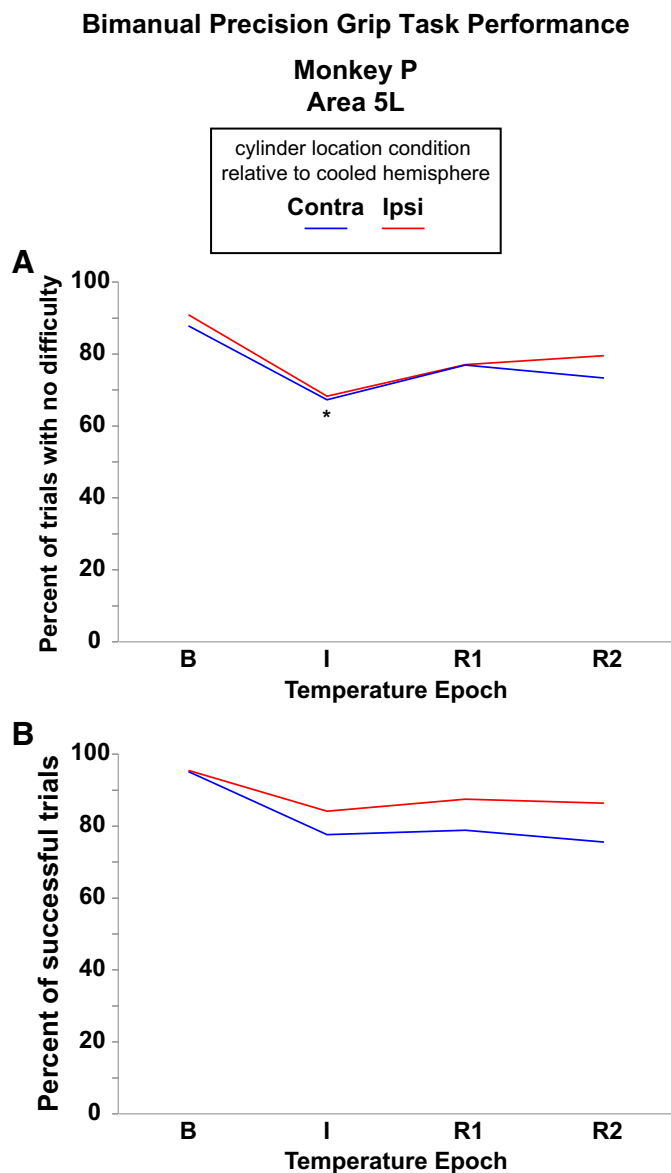 Bimanual Precision Grip Task Performance
Monkey P
Area 5L
cylinder location condition
relative to cooled hemisphere
Contra Ipsi
A
Percent of trials with no difficulty
100
80
60
40
20
0
*
B I R1 R2
Temperature Epoch
B
Percent of successful trials
100
80
60
40
20
0
B I R1 R2
Temperature Epoch